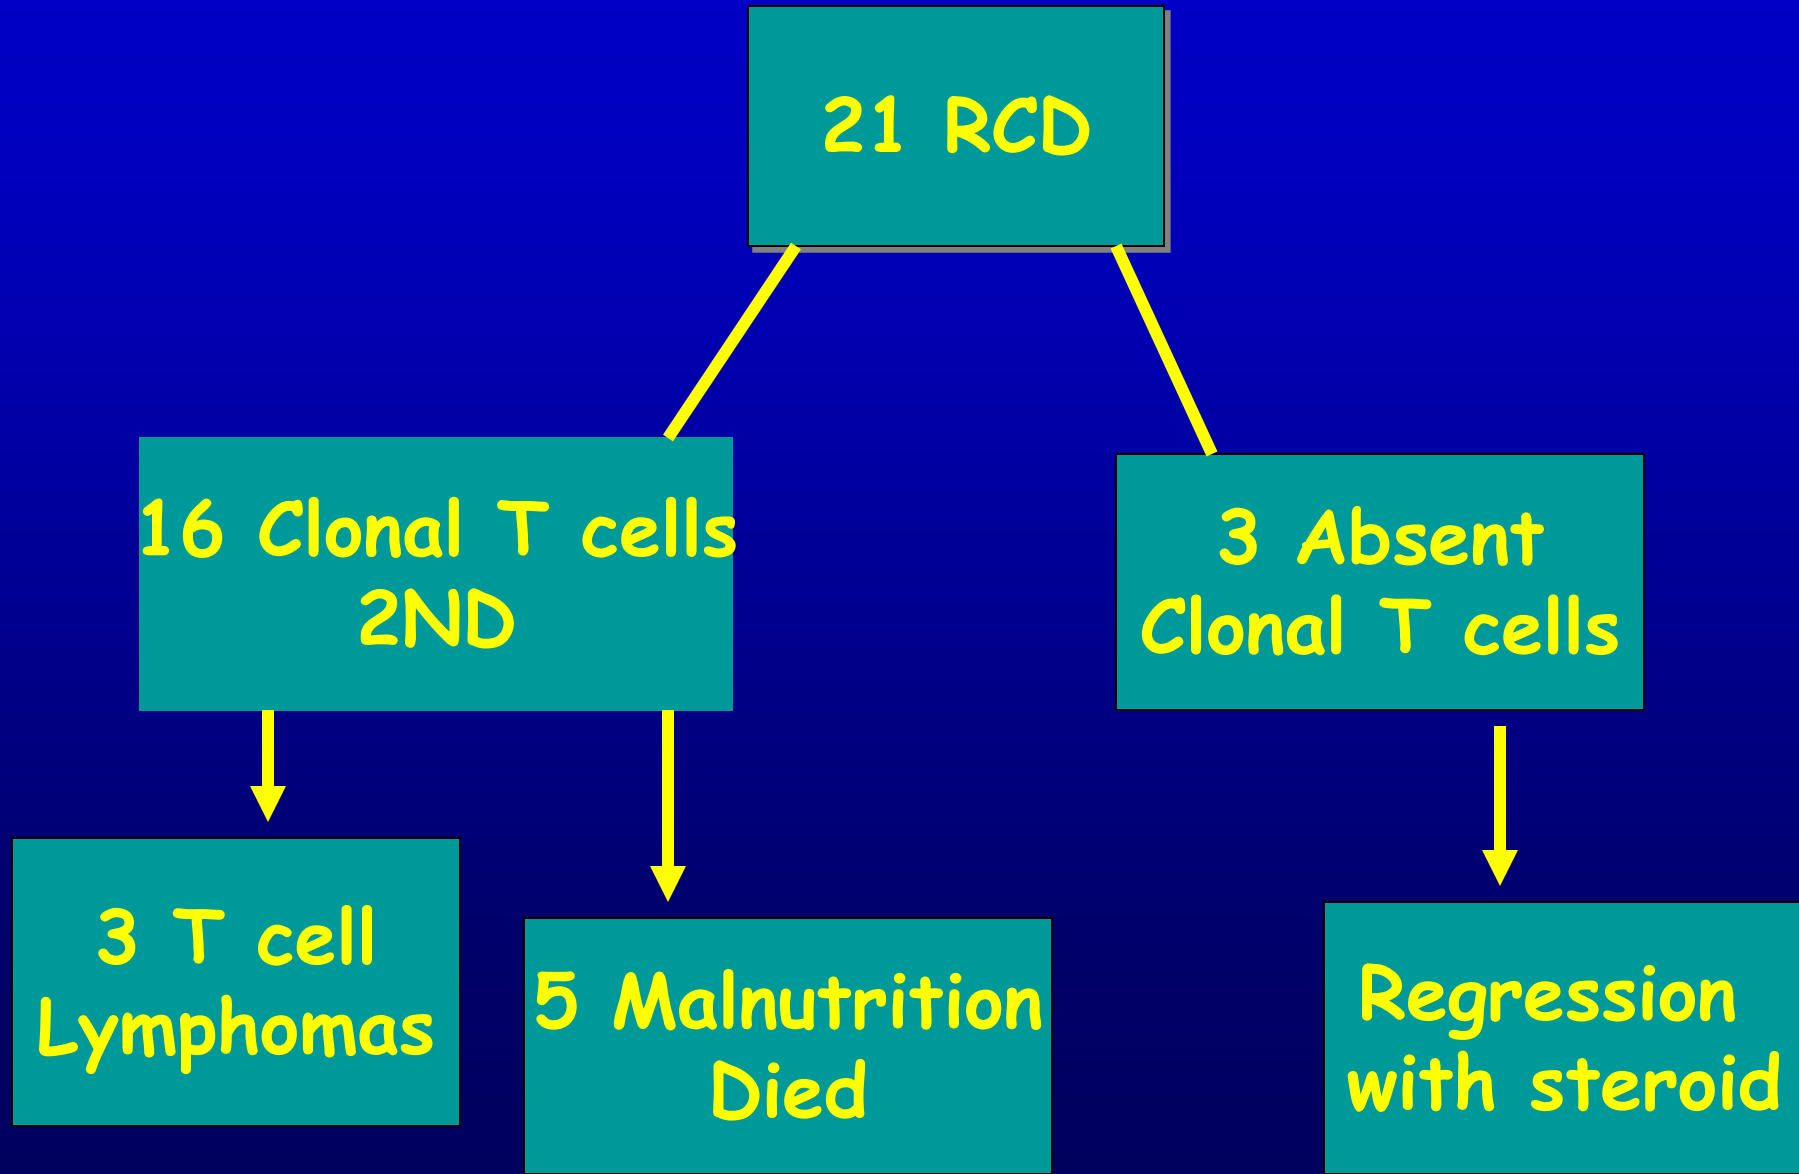 21 RCD
16 Clonal T cells
2ND
3 Absent
Clonal T cells
3 T cell
Lymphomas
5 Malnutrition
Died
Regression
with steroid